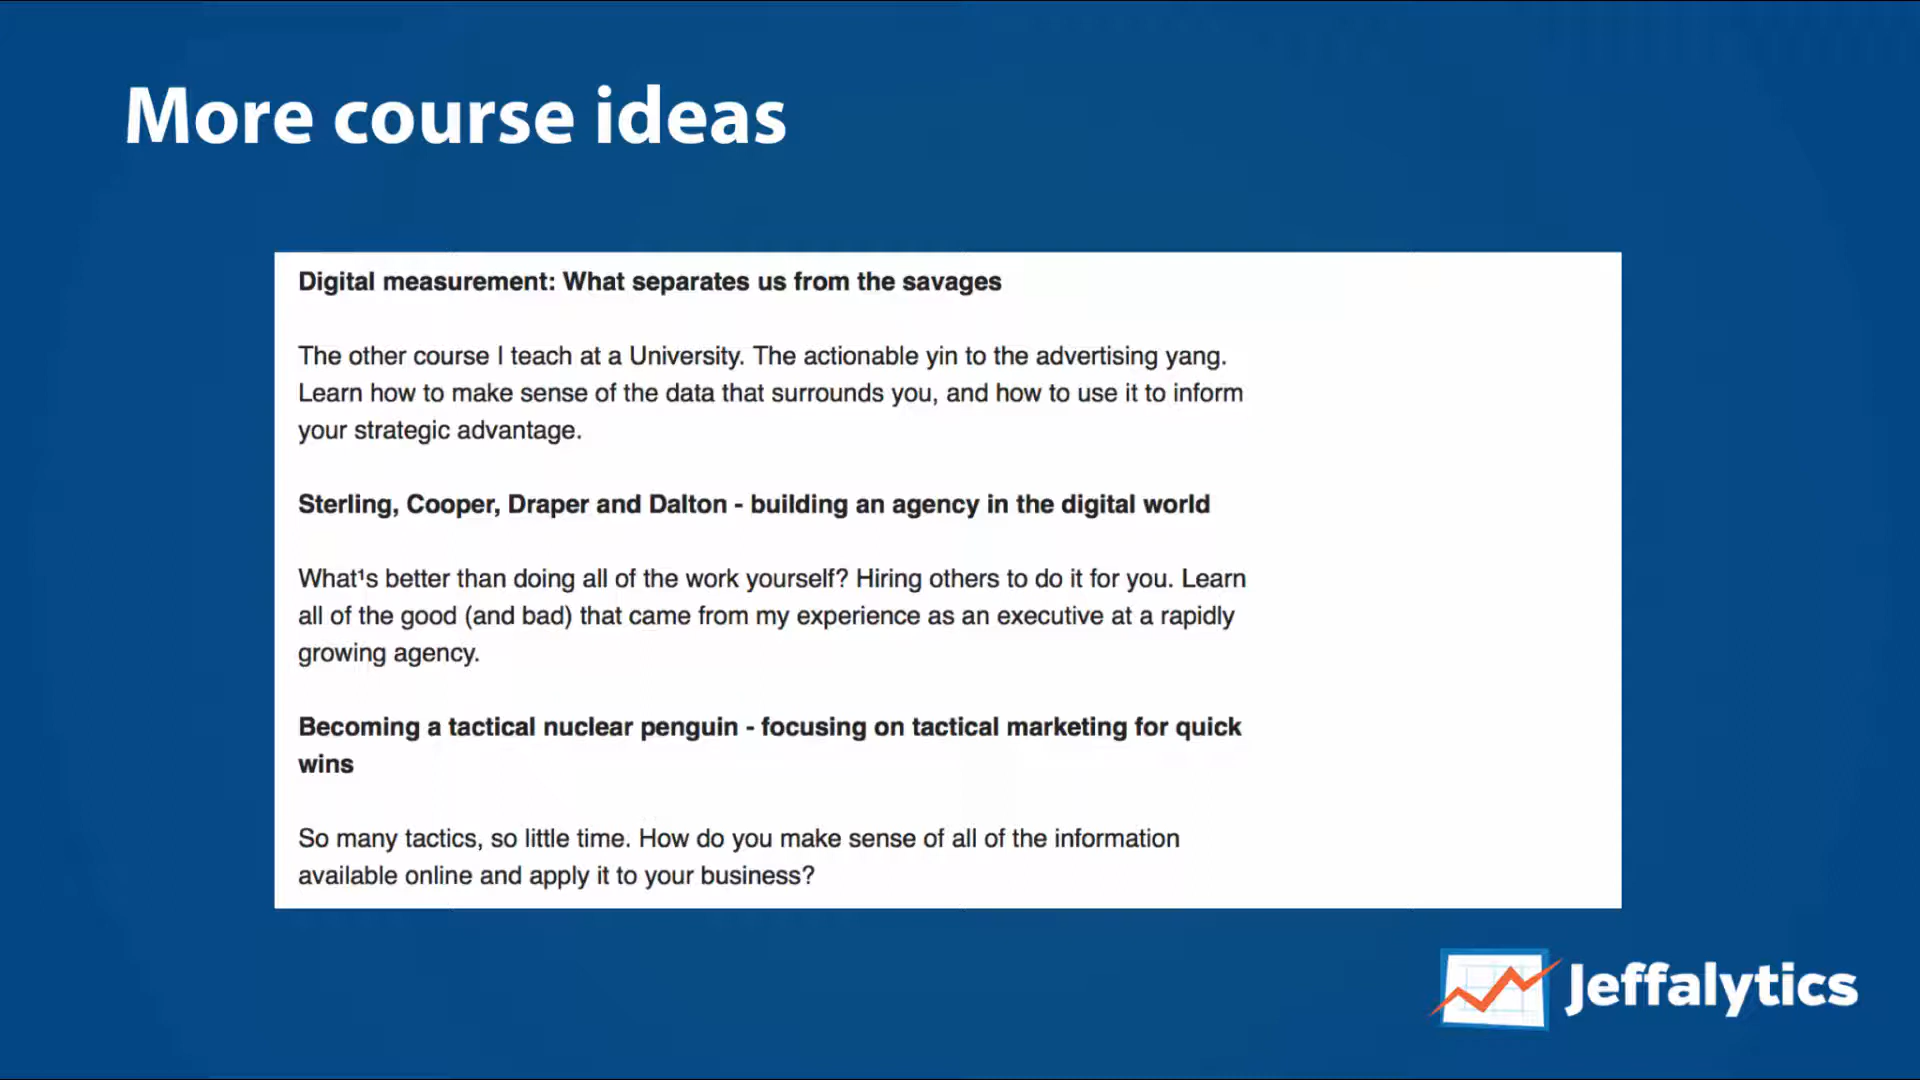 More course ideas
Digital measurement: What separates us from the savages
The other course I teach at a University. The actionable yin to the advertising yang.
Learn how to make sense of the data that surrounds you, and how to use it to inform
your strategic advantage.
Sterling, Cooper, Draper and Dalton - building an agency in the digital world
What¹s better than doing all of the work yourself? Hiring others to do it for you. Learn
all of the good (and bad) that came from my experience as an executive at a rapidly
growing agency.
Becoming a tactical nuclear penguin - focusing on tactical marketing for quick
wins
So many tactics, so little time. How do you make sense of all of the information
available online and apply it to your business?
Jeffalytics